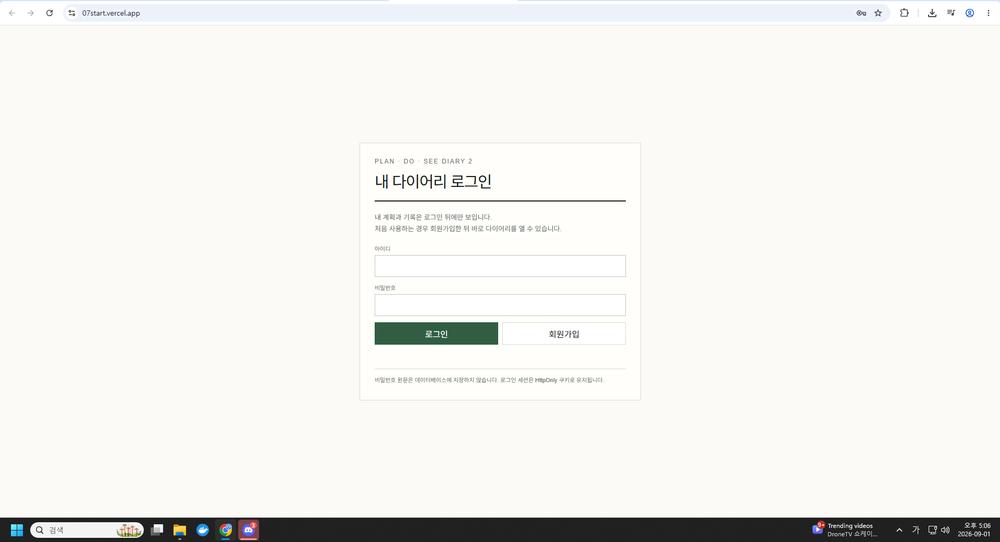 07start.vercel.app
PLAN · DO · SEE DIARY 2
내 다이어리 로그인
내 계획과 기록은 로그인 뒤에만 보입니다.
처음 사용하는 경우 회원가입한 뒤 바로 다이어리를 열 수 있습니다.
아이디
비밀번호
로그인
회원가입
비밀번호 원문은 데이터베이스에 저장하지 않습니다. 로그인 세션은 HttpOnly 쿠키로 유지됩니다.
검색
3
9+
Trending videos
DroneTV 쇼케이...
가
오후 5:06
2026-09-01